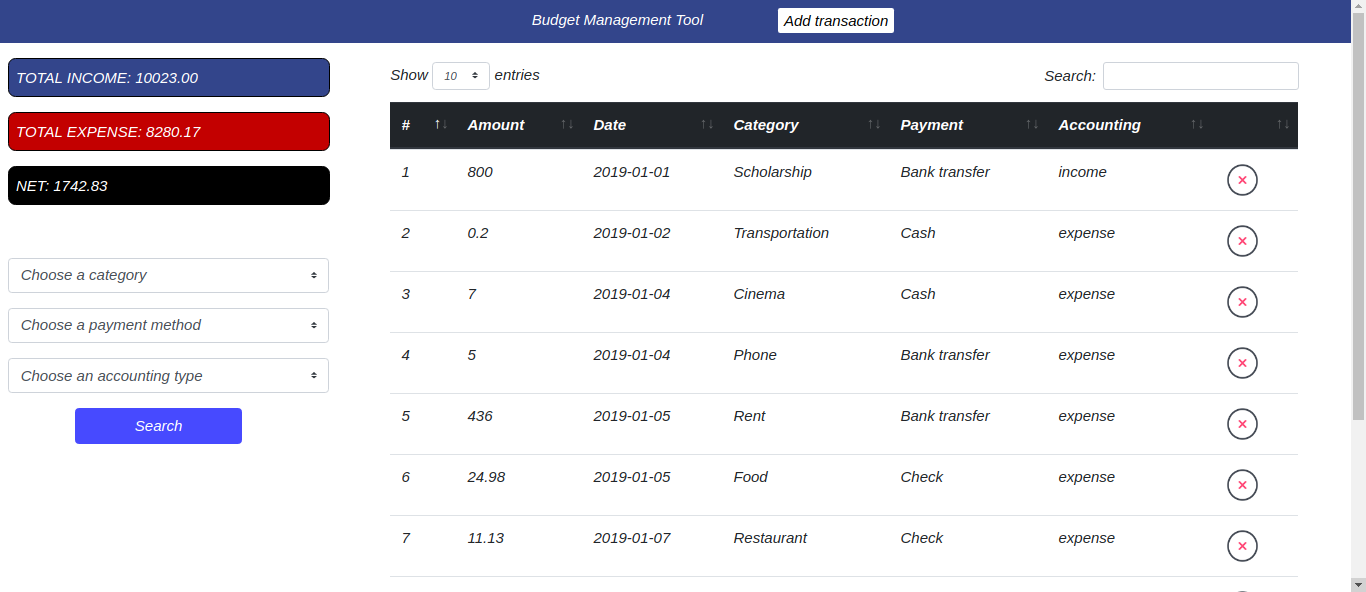 Budget Management Tool Add transaction
TOTAL INCOME: 10023.00
TOTAL EXPENSE: 8280.17
NET: 1742.83
Choose a category
Choose a payment method
Choose an accounting type
Search
Show 10 entries Search:
# Amount Date Category Payment Accounting
1 800 2019-01-01 Scholarship Bank transfer income
2 0.2 2019-01-02 Transportation Cash expense
3 7 2019-01-04 Cinema Cash expense
4 5 2019-01-04 Phone Bank transfer expense
5 436 2019-01-05 Rent Bank transfer expense
6 24.98 2019-01-05 Food Check expense
7 11.13 2019-01-07 Restaurant Check expense